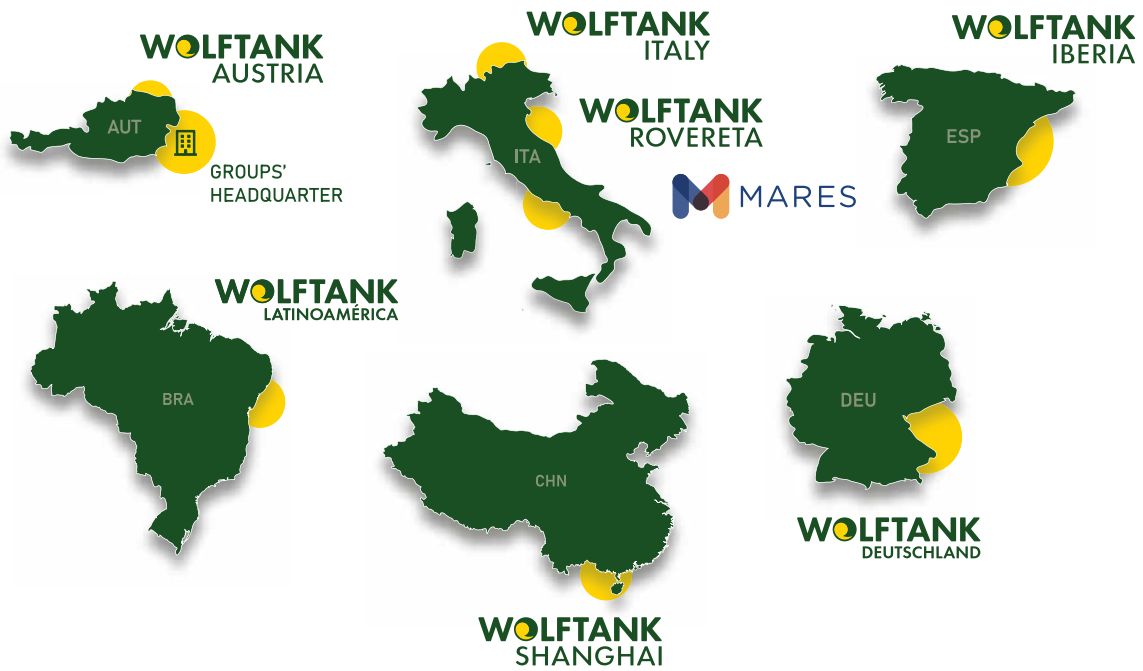 WOLFTANK
AUSTRIA
AUT
GROUPS'
HEADQUARTER
WOLFTANK
ITALY
WOLFTANK
ROVERETA
ITA
MARES
WOLFTANK
IBERIA
ESP
WOLFTANK
LATINOAMÉRICA
BRA
CHN
WOLFTANK
SHANGHAI
DEU
WOLFTANK
DEUTSCHLAND